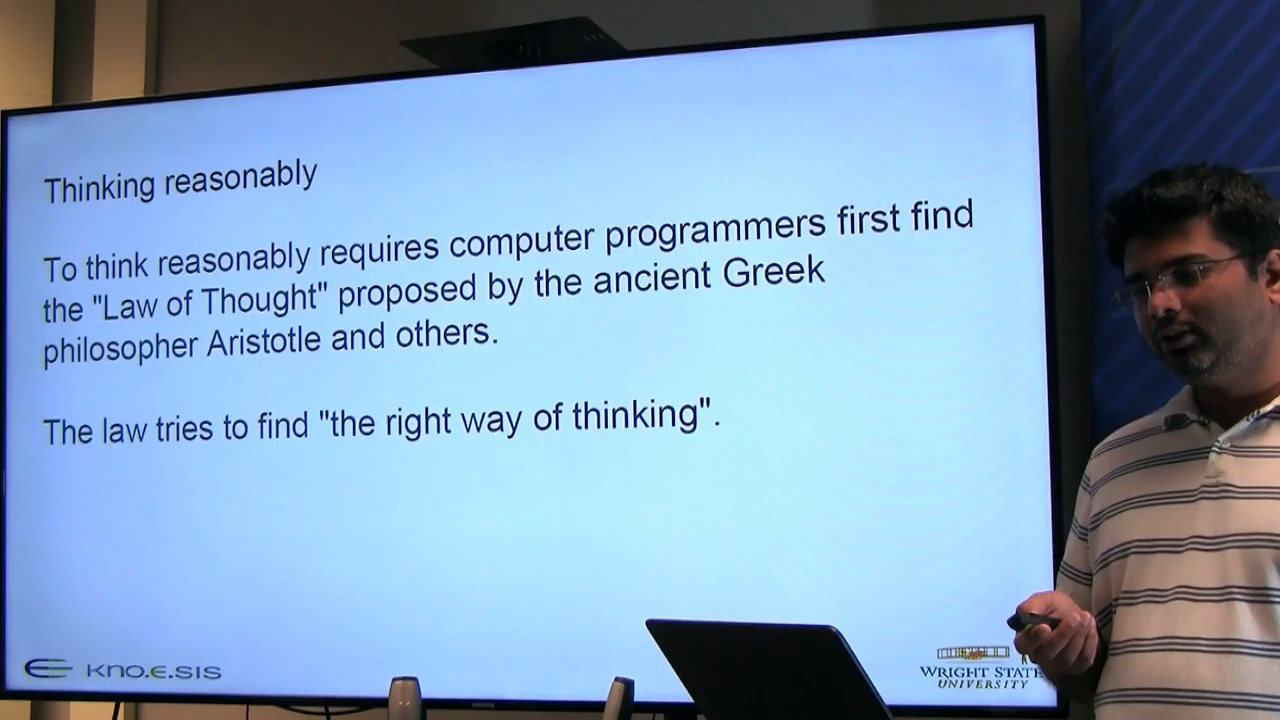 Thinking reasonably
To think reasonably requires computer programmers first find
the "Law of Thought" proposed by the ancient Greek
philosopher Aristotle and others.
The law tries to find "the right way of thinking".
KNO.E.SIS
WRIGHT STATE
UNIVERSITY